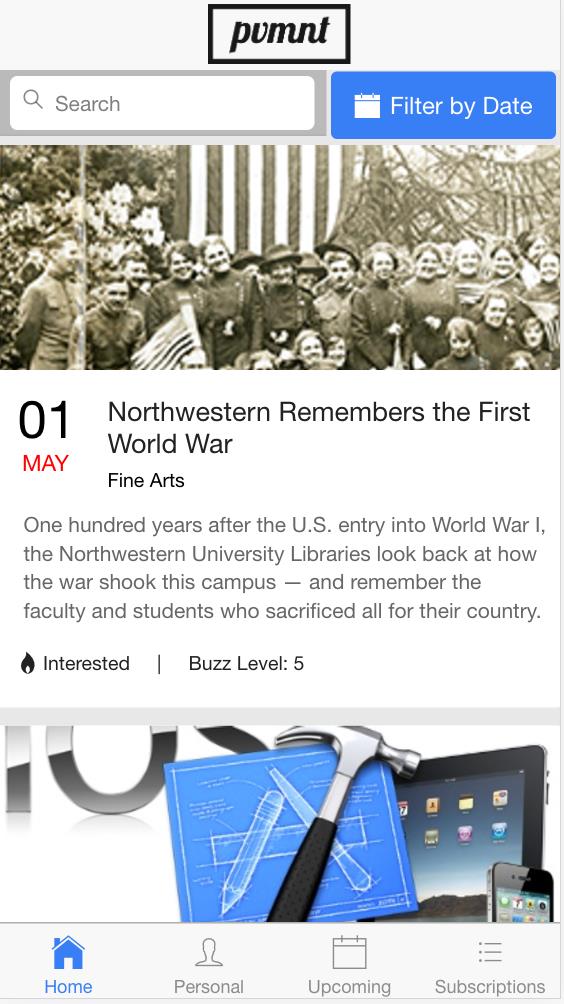 pvmnt
Search
Filter by Date
01
MAY
Northwestern Remembers the First
World War
Fine Arts
One hundred years after the U.S. entry into World War I,
the Northwestern University Libraries look back at how
the war shook this campus — and remember the
faculty and students who sacrificed all for their country.
Interested | Buzz Level: 5
iOS
Home
Personal
Upcoming
Subscriptions